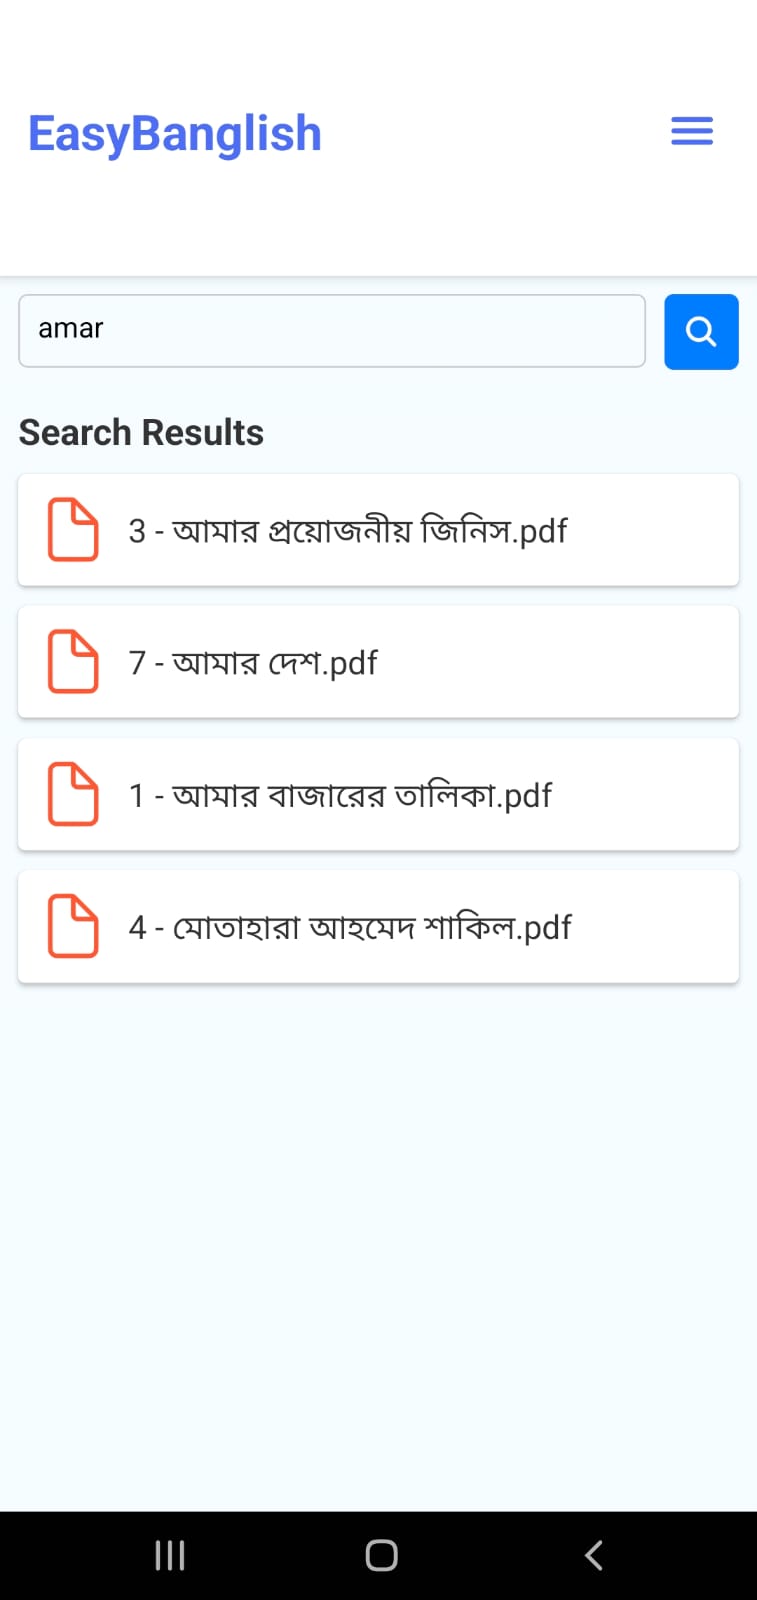 EasyBanglish
amar
Search Results
3 - আমার প্রয়োজনীয় জিনিস.pdf
7 - আমার দেশ.pdf
1 - আমার বাজারের তালিকা.pdf
4 - মোতাহারা আহমেদ শাকিল.pdf